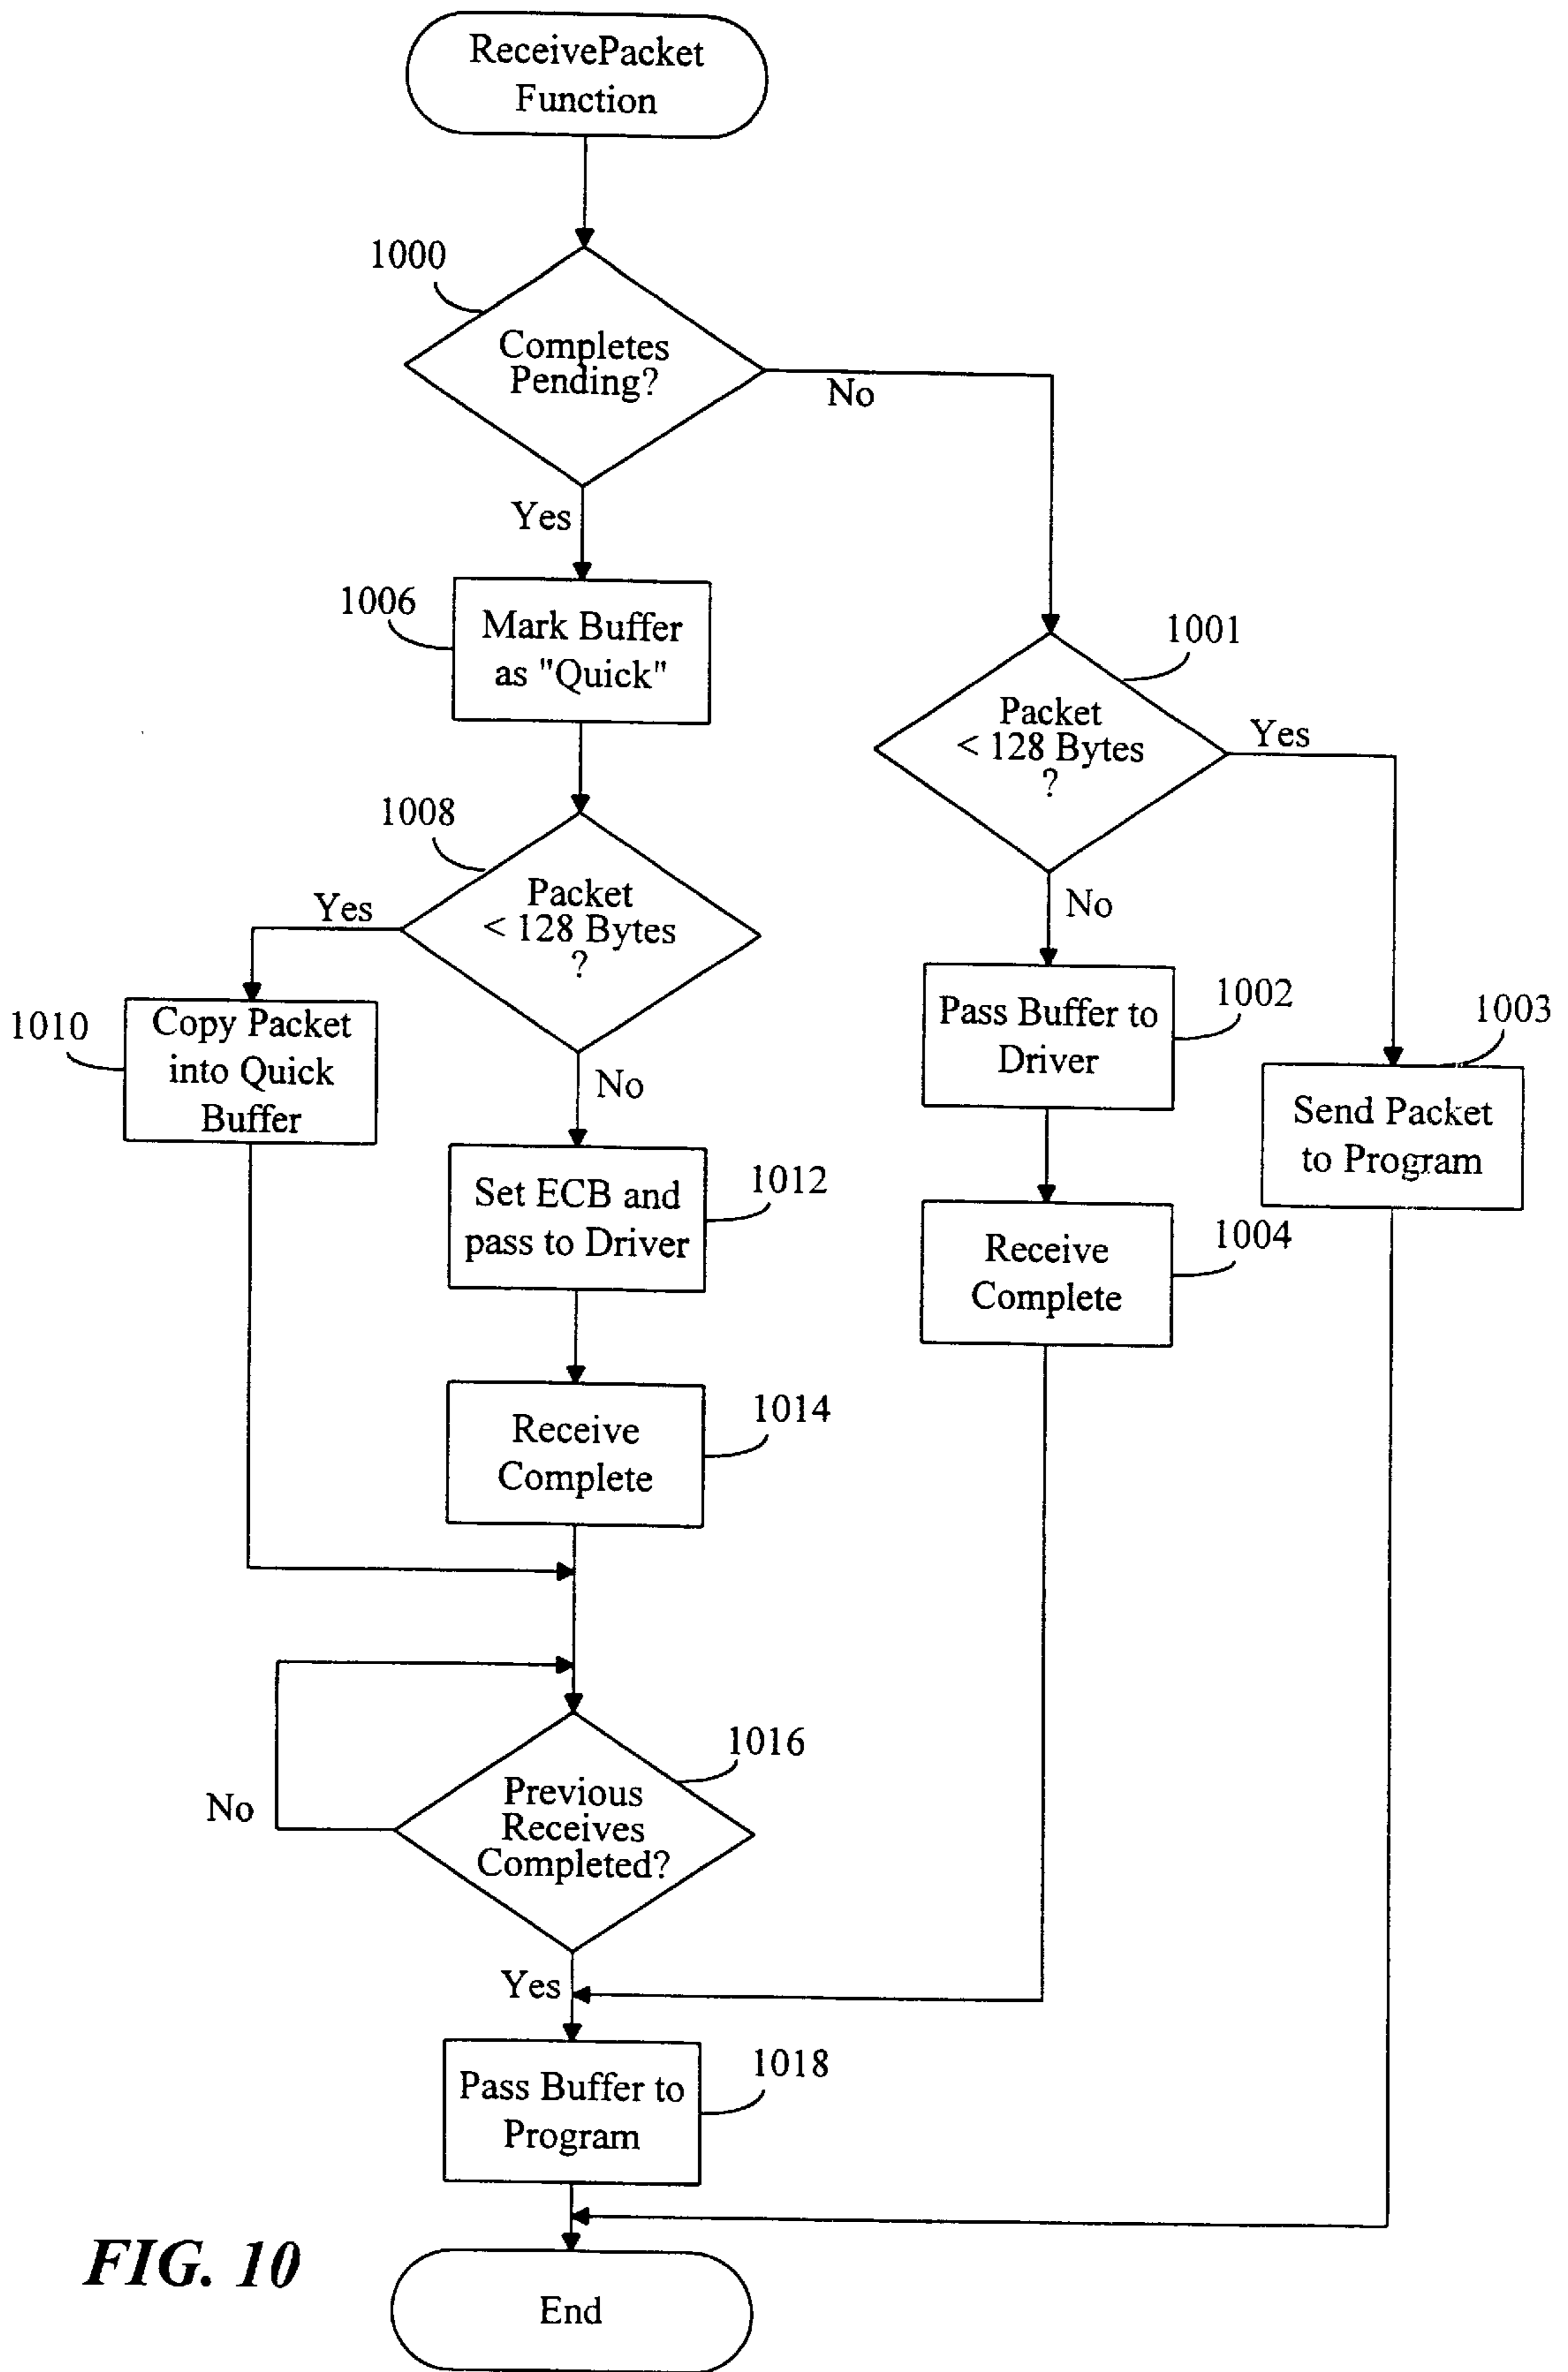 ReceivePacket
Function
1000
Completes
Pending?
No
Yes
1006
Mark Buffer
as "Quick"
1001
Packet
< 128 Bytes
?
Yes
1008
Packet
< 128 Bytes
?
Yes
No
No
1010
Copy Packet
into Quick
Buffer
Pass Buffer to
Driver
1002
1003
Send Packet
to Program
Set ECB and
pass to Driver
1012
Receive
Complete
1004
Receive
Complete
1014
1016
Previous
Receives
Completed?
No
Yes
Pass Buffer to
Program
1018
FIG. 10
End